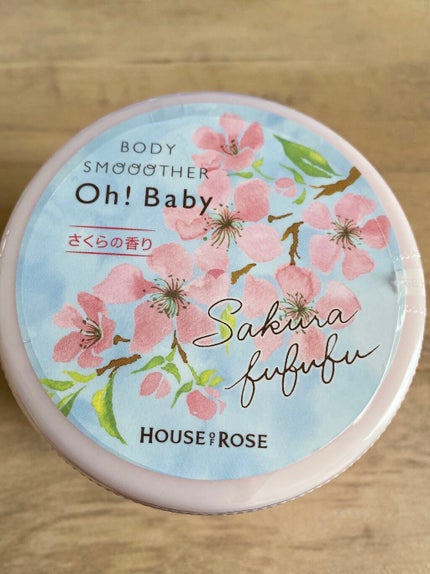 BODY
SMOOOTHER
Oh! Baby
さくらの香り
Sakura
fufufu
HOUSE OF ROSE